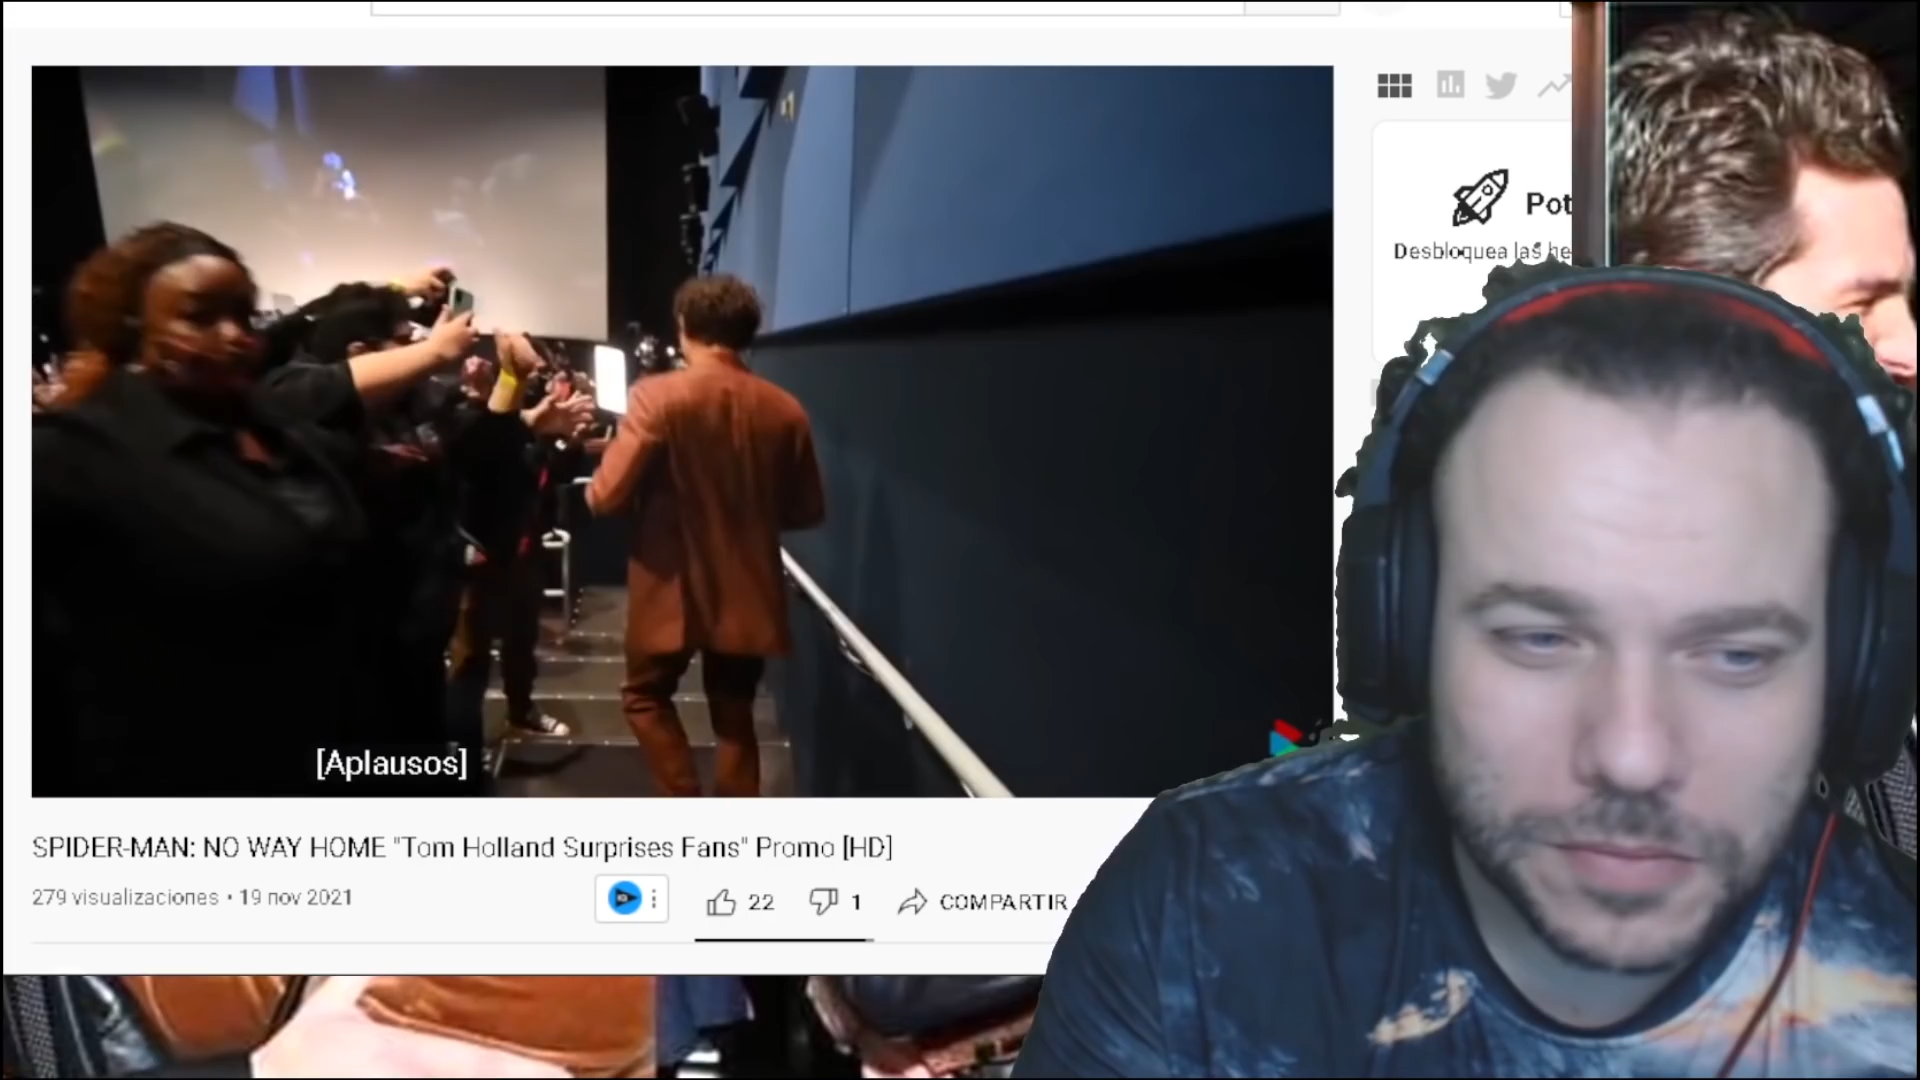 Pot
Desbloquea las he
[Aplausos]
SPIDER-MAN: NO WAY HOME "Tom Holland Surprises Fans" Promo [HD]
279 visualizaciones • 19 nov 2021
22
1
COMPARTIR